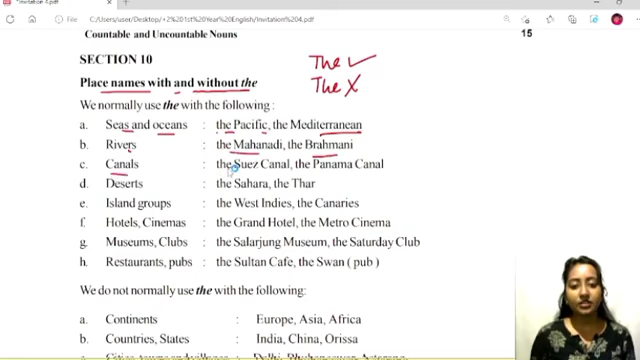 Invitation 4.pdf
C:/Users/user/Desktop/+2%201st%20Year%20English/Invitation%204.pdf
Countable and Uncountable Nouns 15
SECTION 10
The ✓
Place names with and without the
The X
We normally use the with the following :
a. Seas and oceans : the Pacific, the Mediterranean
b. Rivers : the Mahanadi, the Brahmani
c. Canals : the Suez Canal, the Panama Canal
d. Deserts : the Sahara, the Thar
e. Island groups : the West Indies, the Canaries
f. Hotels, Cinemas : the Grand Hotel, the Metro Cinema
g. Museums, Clubs : the Salarjung Museum, the Saturday Club
h. Restaurants, pubs : the Sultan Cafe, the Swan ( pub )
We do not normally use the with the following:
a. Continents : Europe, Asia, Africa
b. Countries, States : India, China, Orissa